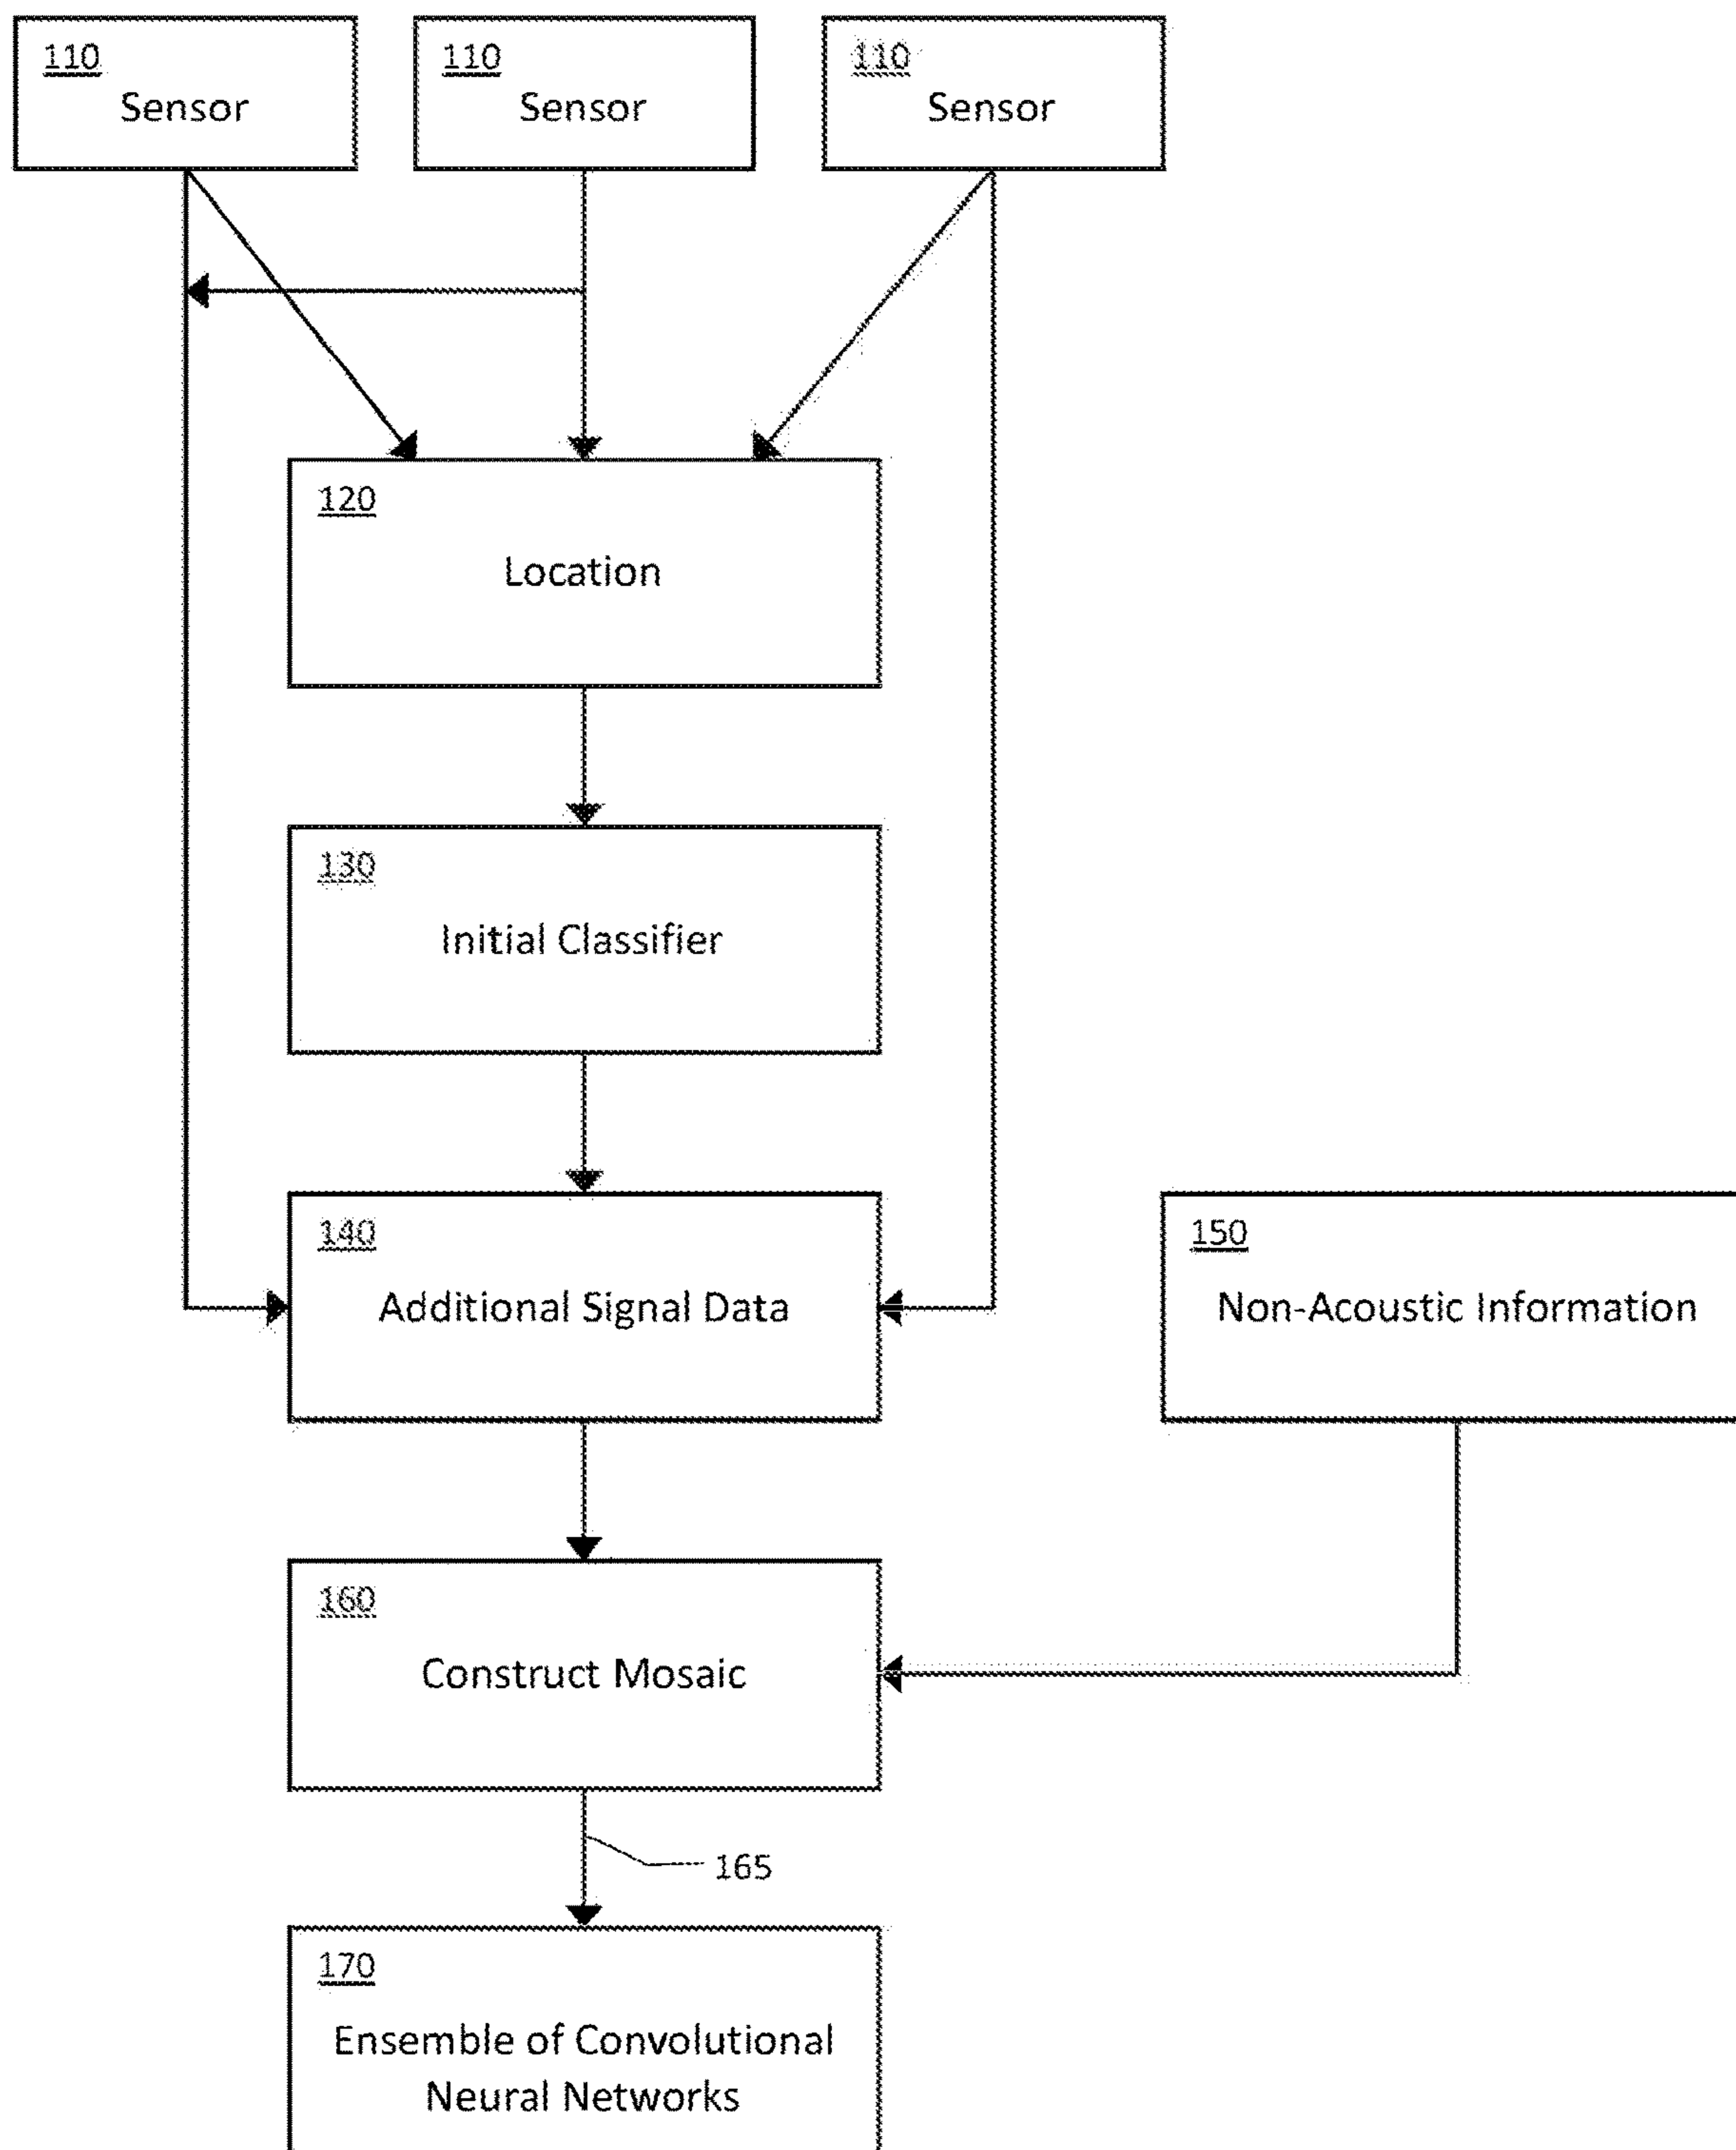 110
Sensor
110
Sensor
110
Sensor
120
Location
130
Initial Classifier
140
Additional Signal Data
150
Non-Acoustic Information
160
Construct Mosaic
165
170
Ensemble of Convolutional
Neural Networks